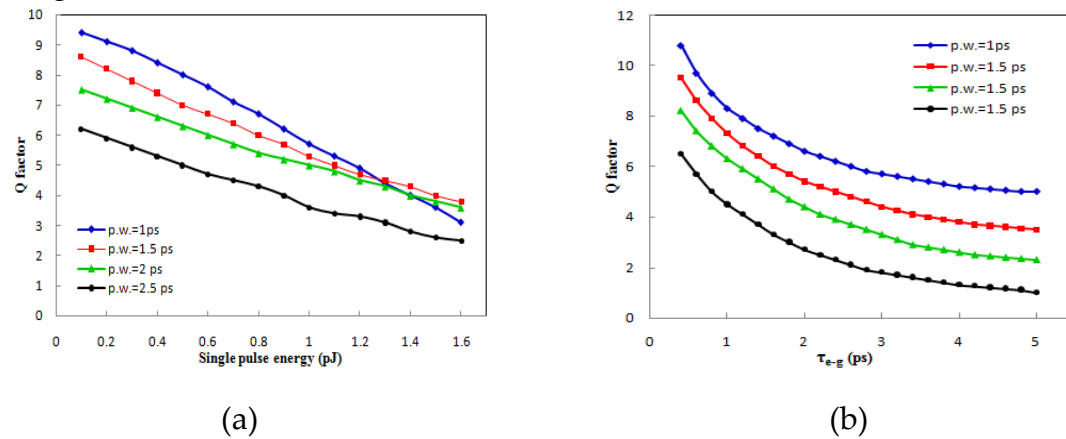 10
9
8
7
6
5
4
3
2
1
0
Q factor
p.w.=1ps
p.w.=1.5 ps
p.w.=2 ps
p.w.=2.5 ps
0 0.2 0.4 0.6 0.8 1.0 1.2 1.4 1.6
Single pulse energy (pJ)
(a)
12
10
8
6
4
2
0
Q factor
p.w.=1ps
p.w.=1.5 ps
p.w.=1.5 ps
p.w.=1.5 ps
0 1 2 3 4 5
τe-g (ps)
(b)